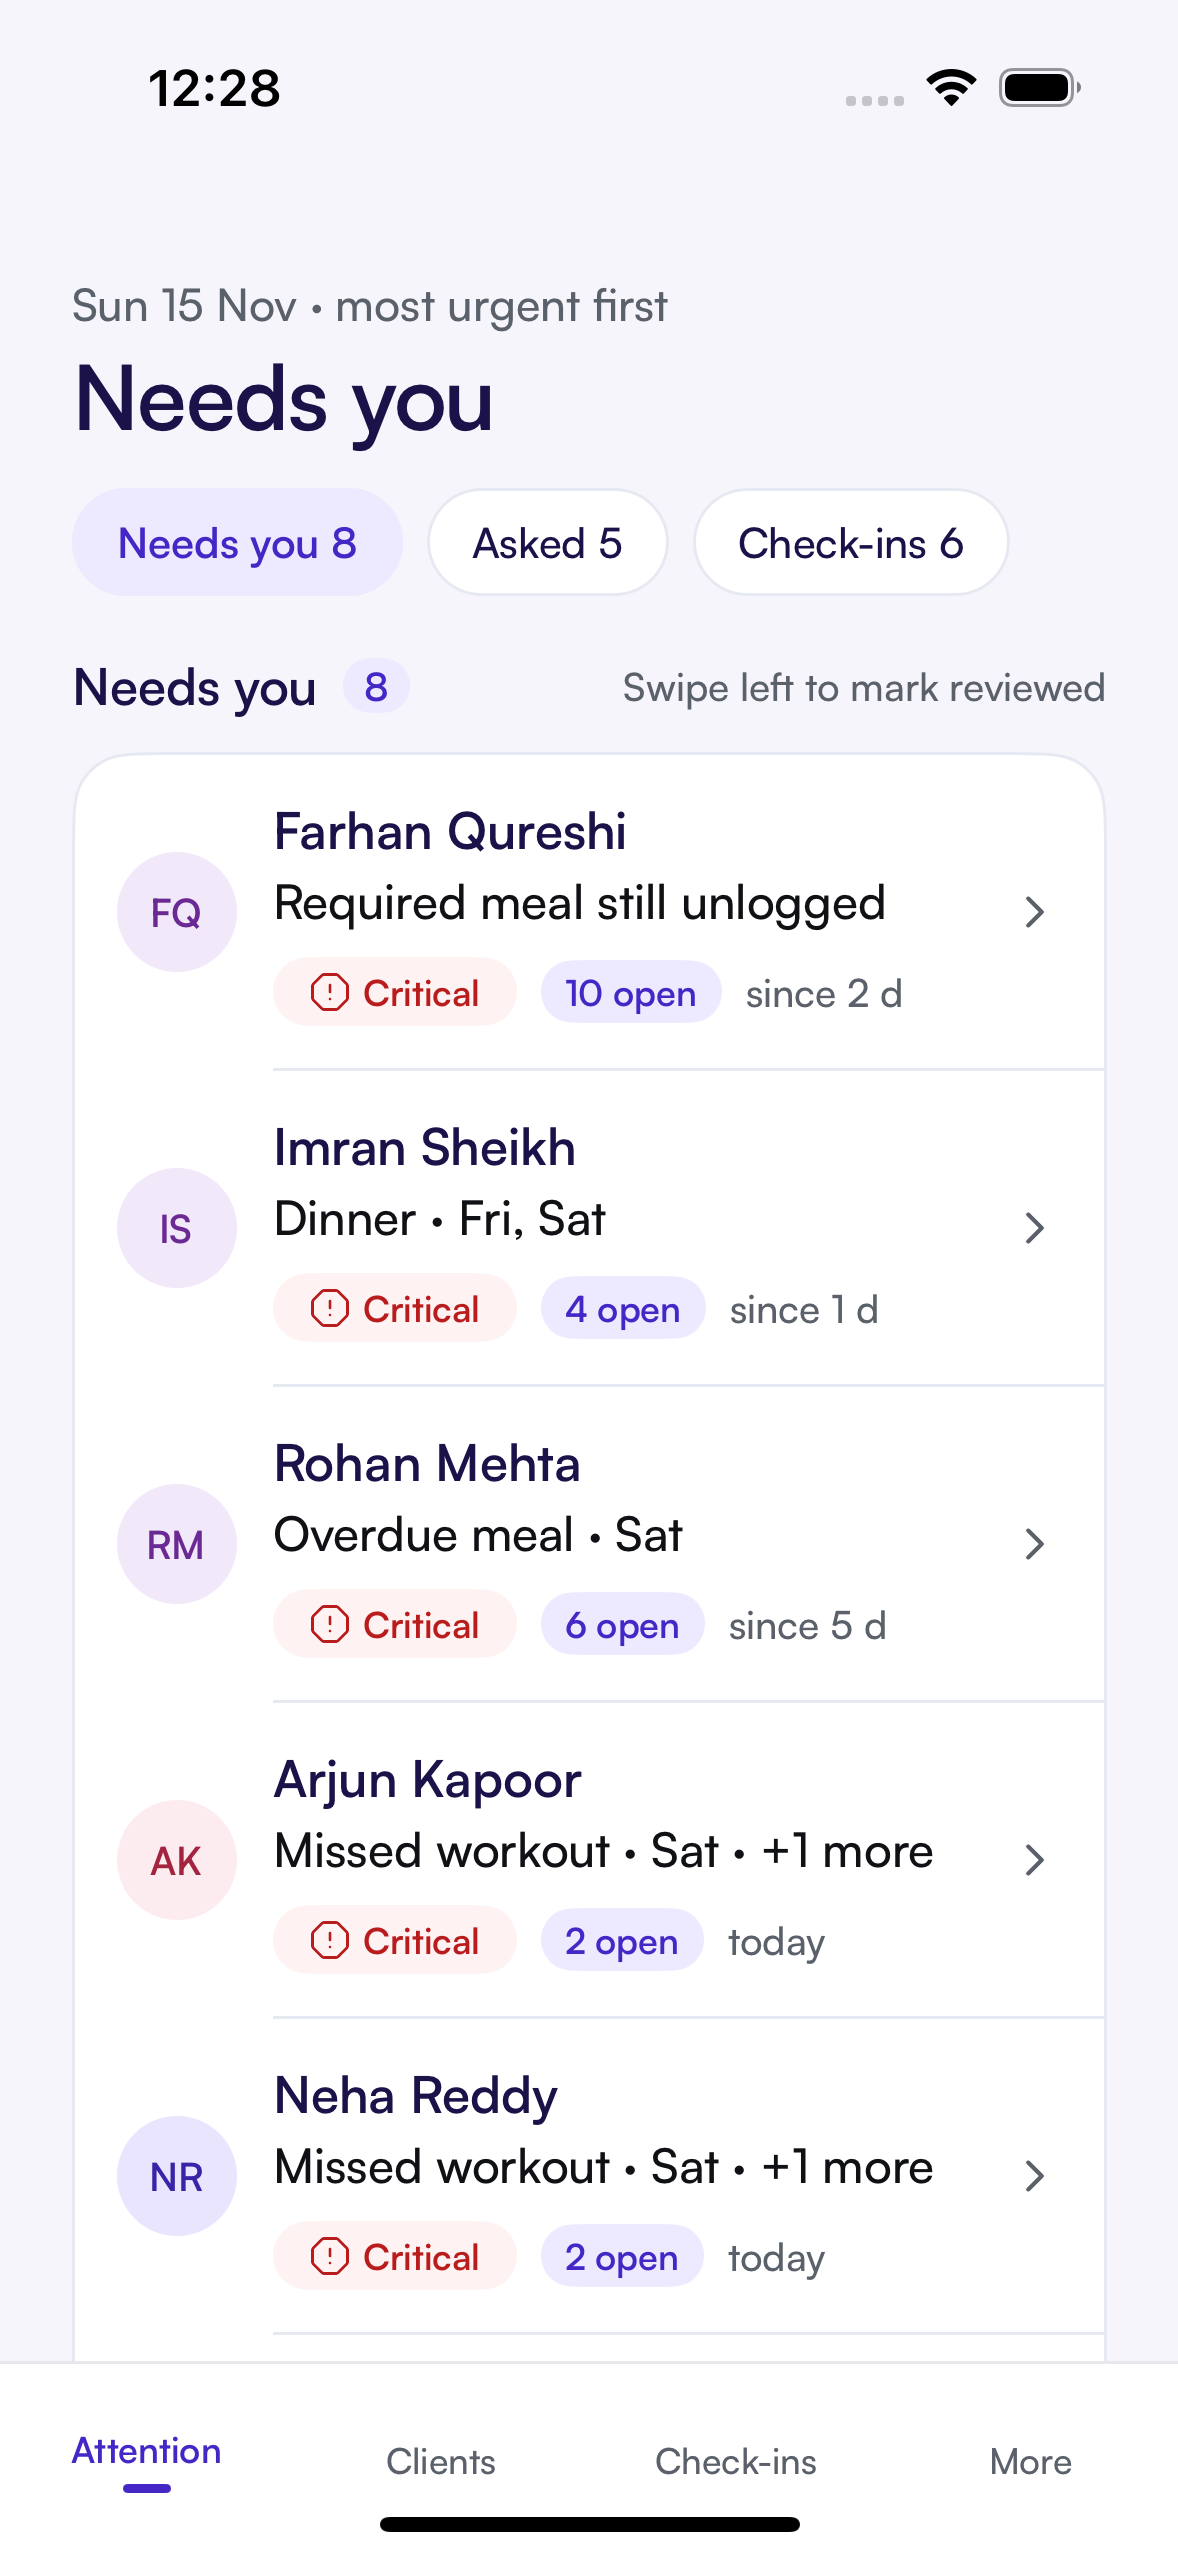 12:28
Sun 15 Nov · most urgent first
Needs you
Needs you 8
Asked 5
Check-ins 6
Needs you 8
Swipe left to mark reviewed
FQ
Farhan Qureshi
Required meal still unlogged
Critical
10 open
since 2 d
IS
Imran Sheikh
Dinner · Fri, Sat
Critical
4 open
since 1 d
RM
Rohan Mehta
Overdue meal · Sat
Critical
6 open
since 5 d
AK
Arjun Kapoor
Missed workout · Sat · +1 more
Critical
2 open
today
NR
Neha Reddy
Missed workout · Sat · +1 more
Critical
2 open
today
Attention
Clients
Check-ins
More